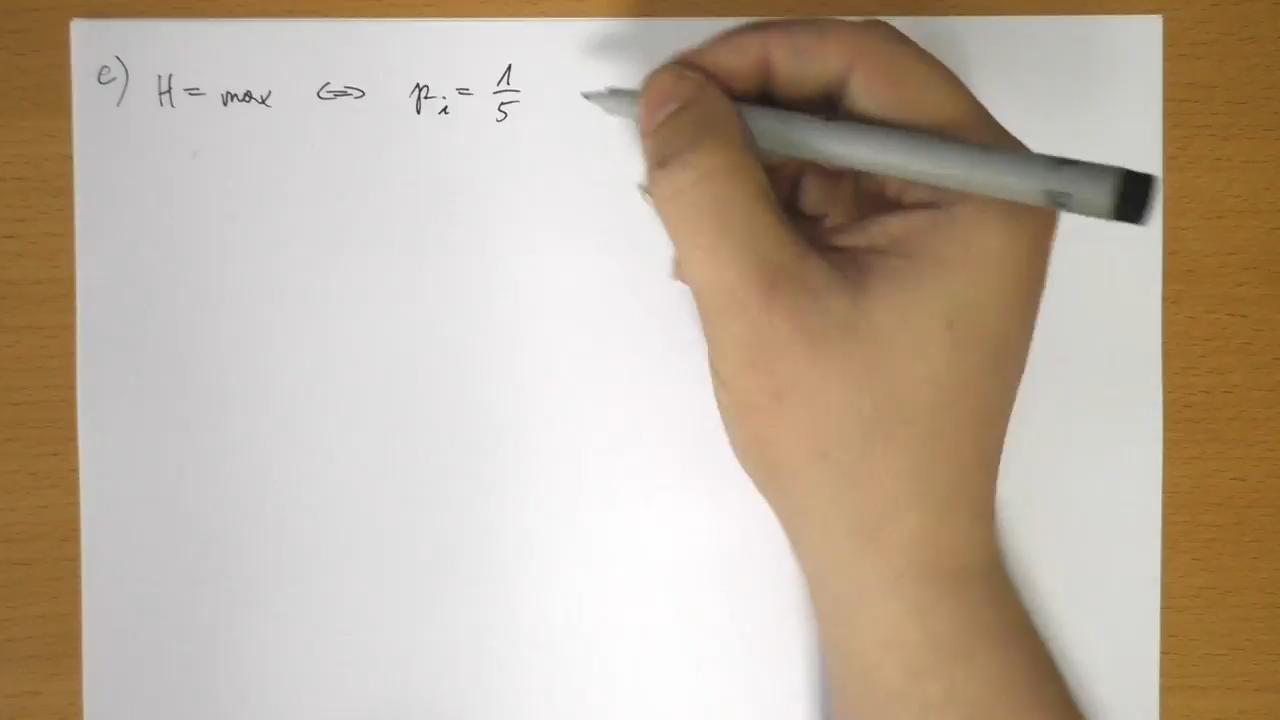 e) H = max ⇔ p_i = 1/5